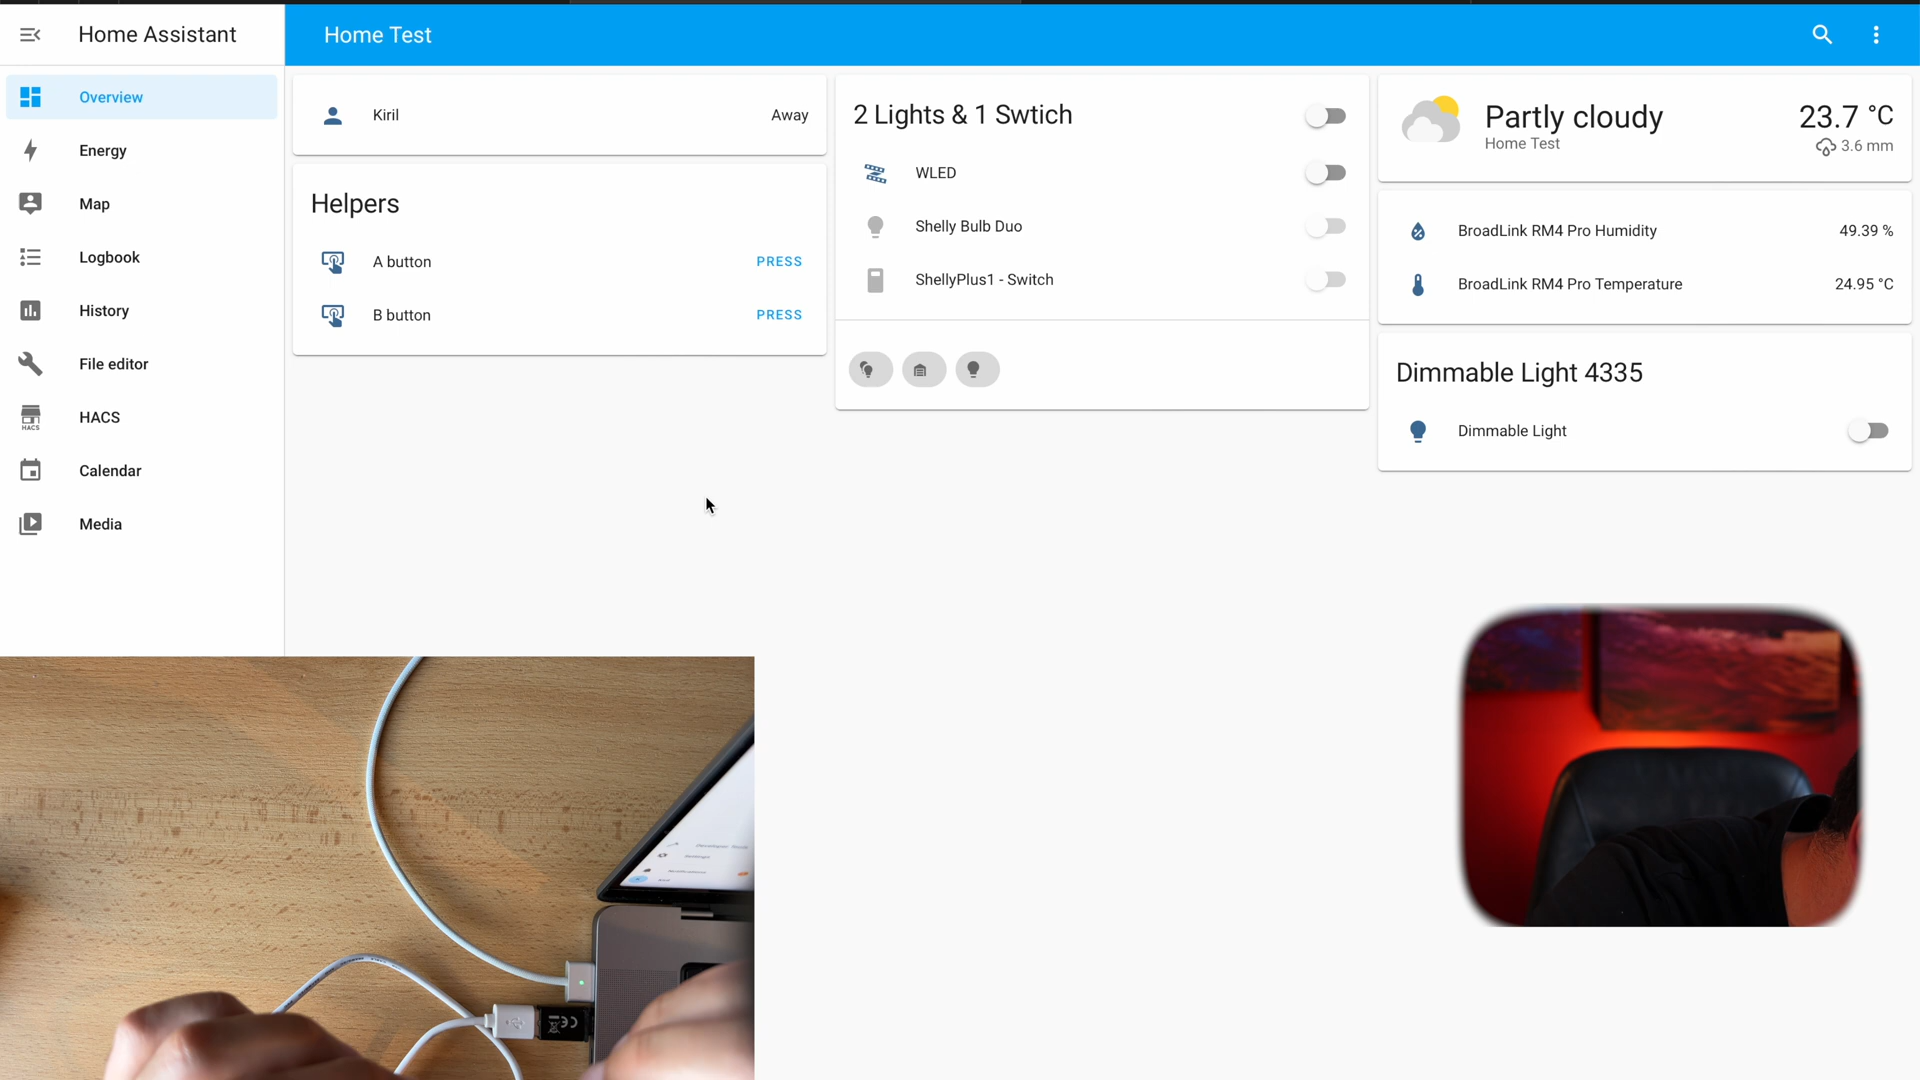 Home Assistant
Home Test
Overview
Energy
Map
Logbook
History
File editor
HACS
HACS
Calendar
Media
Kiril
Away
Helpers
A button
PRESS
B button
PRESS
2 Lights & 1 Swtich
WLED
Shelly Bulb Duo
ShellyPlus1 - Switch
Partly cloudy
Home Test
23.7 °C
3.6 mm
BroadLink RM4 Pro Humidity
49.39 %
BroadLink RM4 Pro Temperature
24.95 °C
Dimmable Light 4335
Dimmable Light
CE